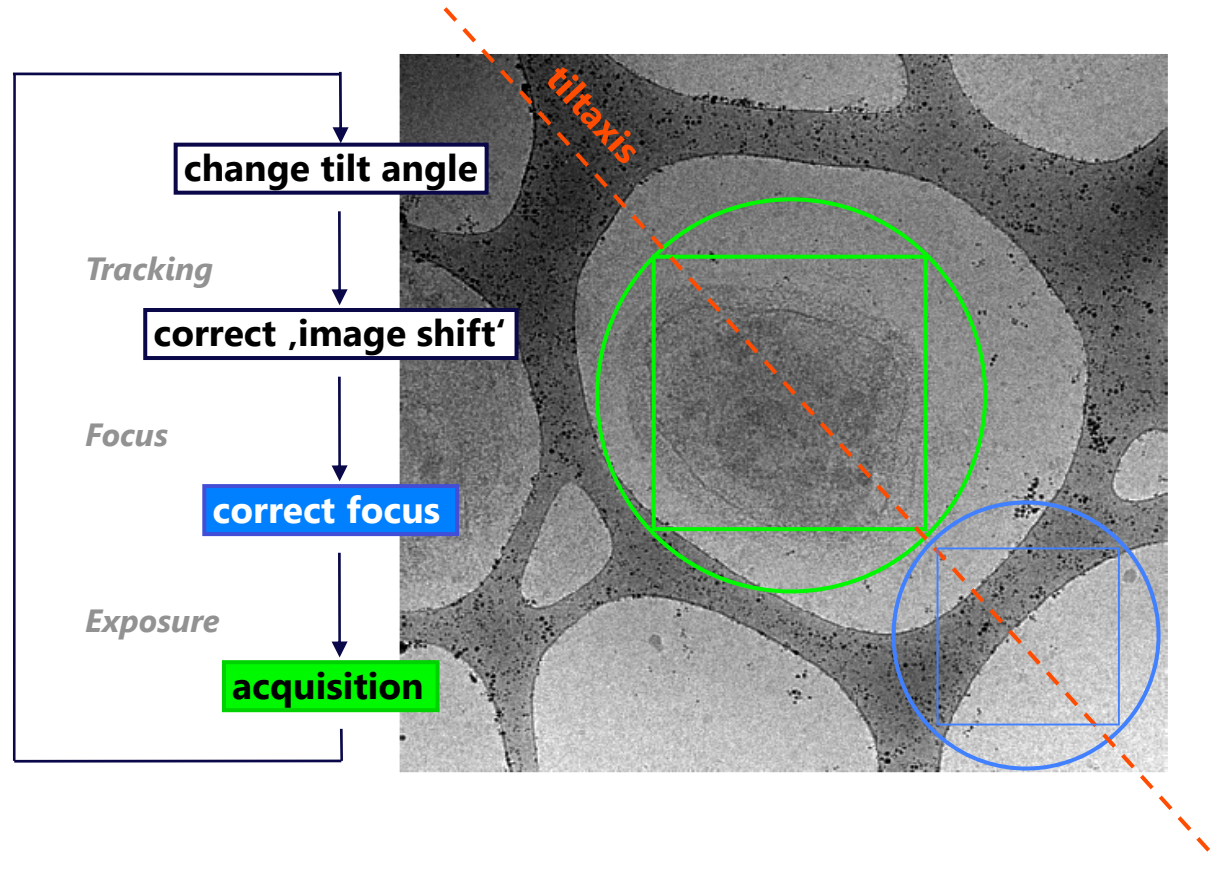 tiltaxis
change tilt angle
Tracking
correct ‚image shift‘
Focus
correct focus
Exposure
acquisition